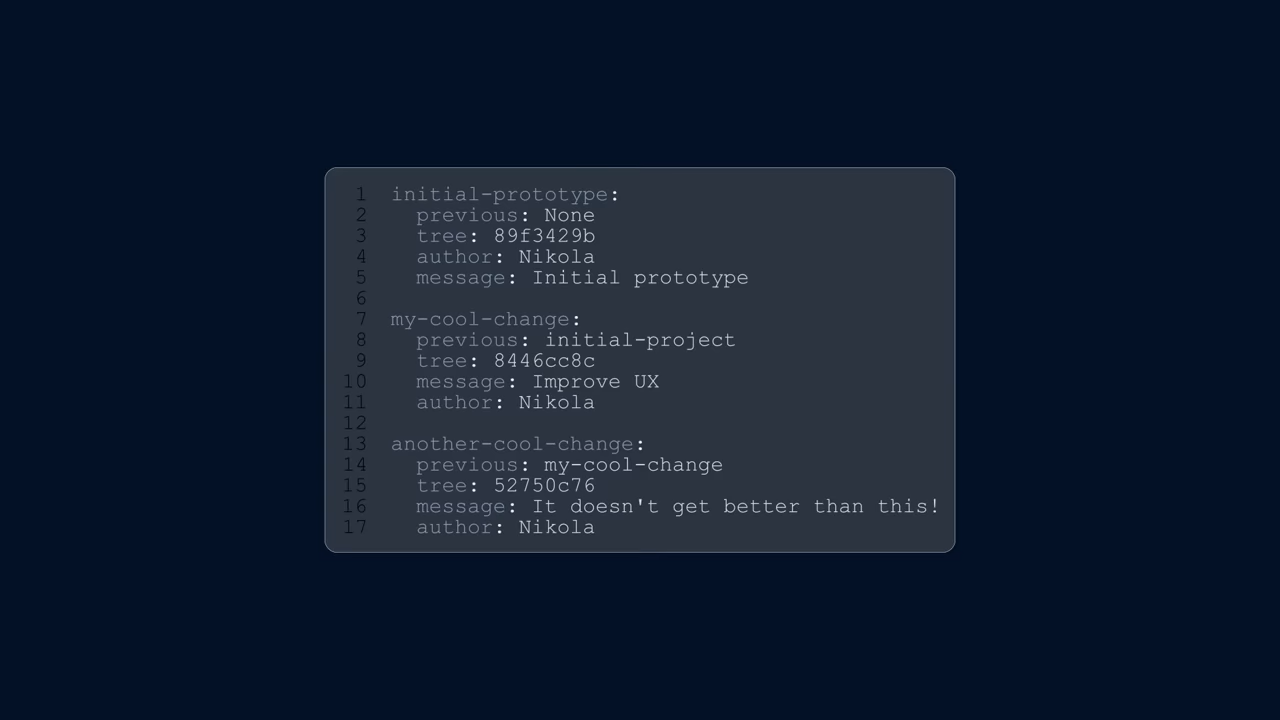 1 initial-prototype:
2 previous: None
3 tree: 89f3429b
4 author: Nikola
5 message: Initial prototype
6
7 my-cool-change:
8 previous: initial-project
9 tree: 8446cc8c
10 message: Improve UX
11 author: Nikola
12
13 another-cool-change:
14 previous: my-cool-change
15 tree: 52750c76
16 message: It doesn't get better than this!
17 author: Nikola